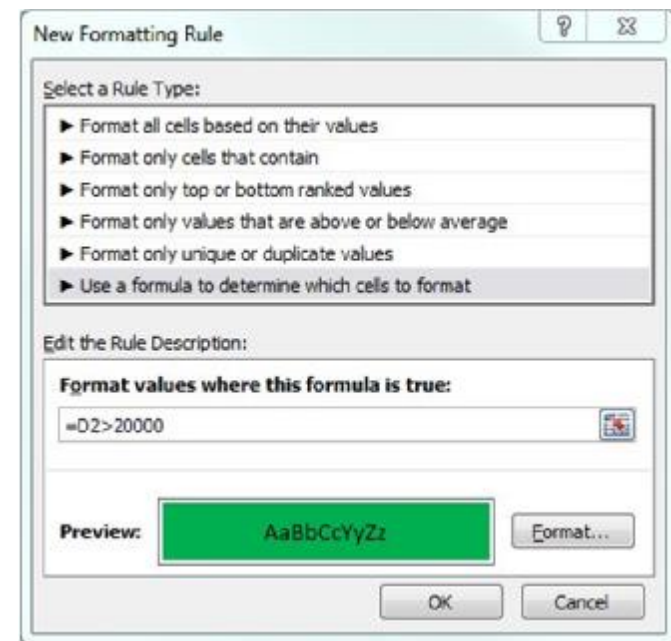 New Formatting Rule
Select a Rule Type:
► Format all cells based on their values
► Format only cells that contain
► Format only top or bottom ranked values
► Format only values that are above or below average
► Format only unique or duplicate values
► Use a formula to determine which cells to format
Edit the Rule Description:
Format values where this formula is true:
=D2>20000
Preview: AaBbCcYyZz Format...
OK Cancel